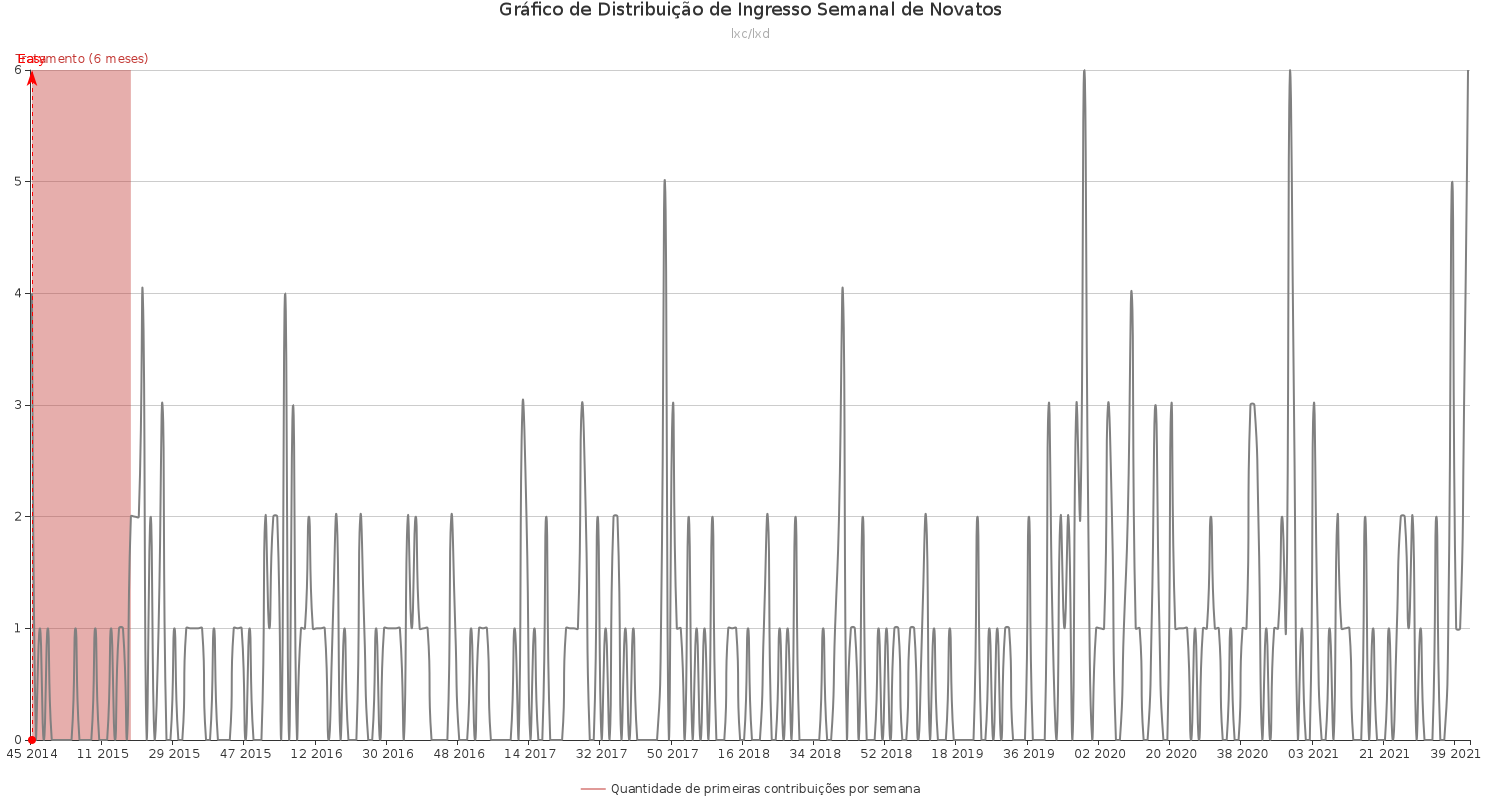 Gráfico de Distribuição de Ingresso Semanal de Novatos
lxc/lxd
Easy
Tratamento (6 meses)
6
5
4
3
2
1
0
45 2014 11 2015 29 2015 47 2015 12 2016 30 2016 48 2016 14 2017 32 2017 50 2017 16 2018 34 2018 52 2018 18 2019 36 2019 02 2020 20 2020 38 2020 03 2021 21 2021 39 2021
Quantidade de primeiras contribuições por semana